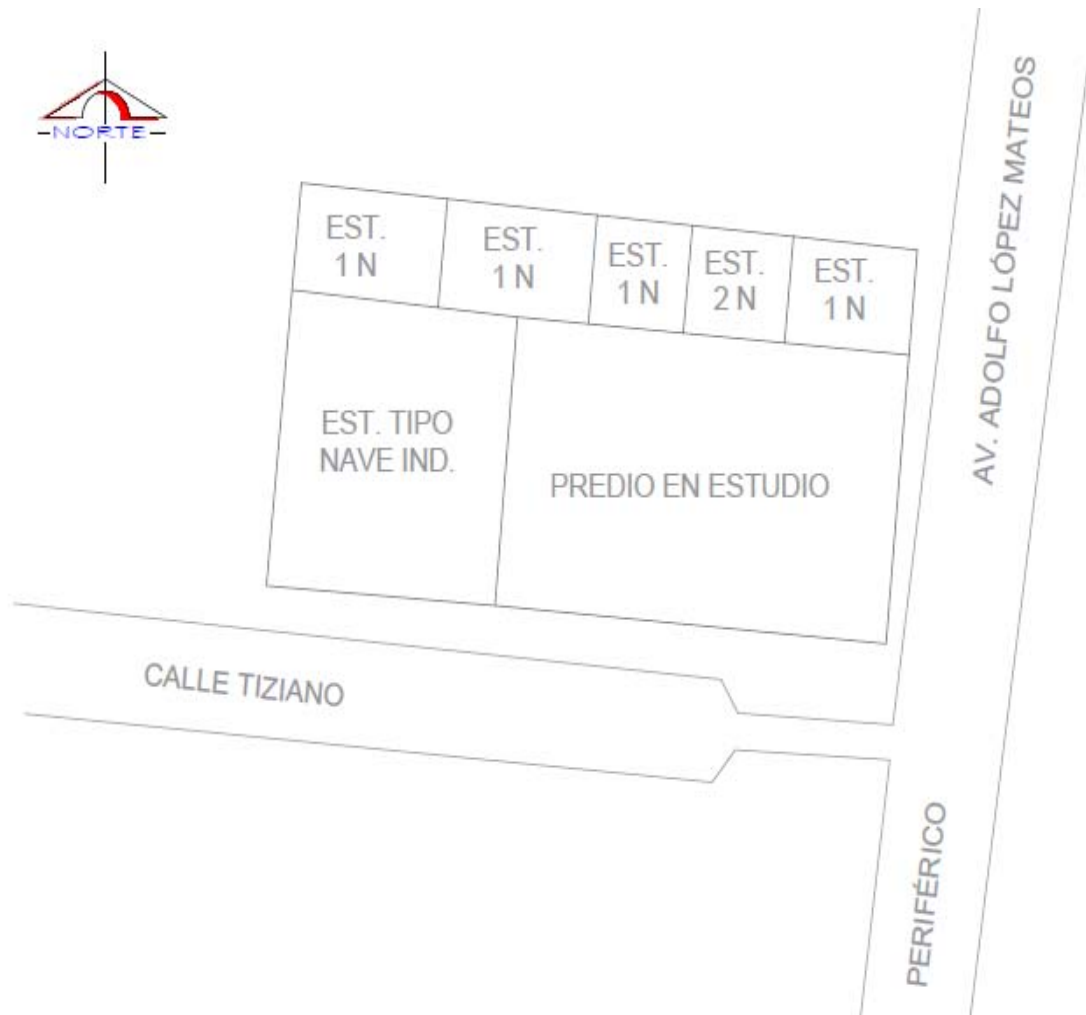 NORTE
EST.
1 N
EST.
1 N
EST.
1 N
EST.
2 N
EST.
1 N
EST. TIPO
NAVE IND.
PREDIO EN ESTUDIO
AV. ADOLFO LÓPEZ MATEOS
CALLE TIZIANO
PERIFÉRICO